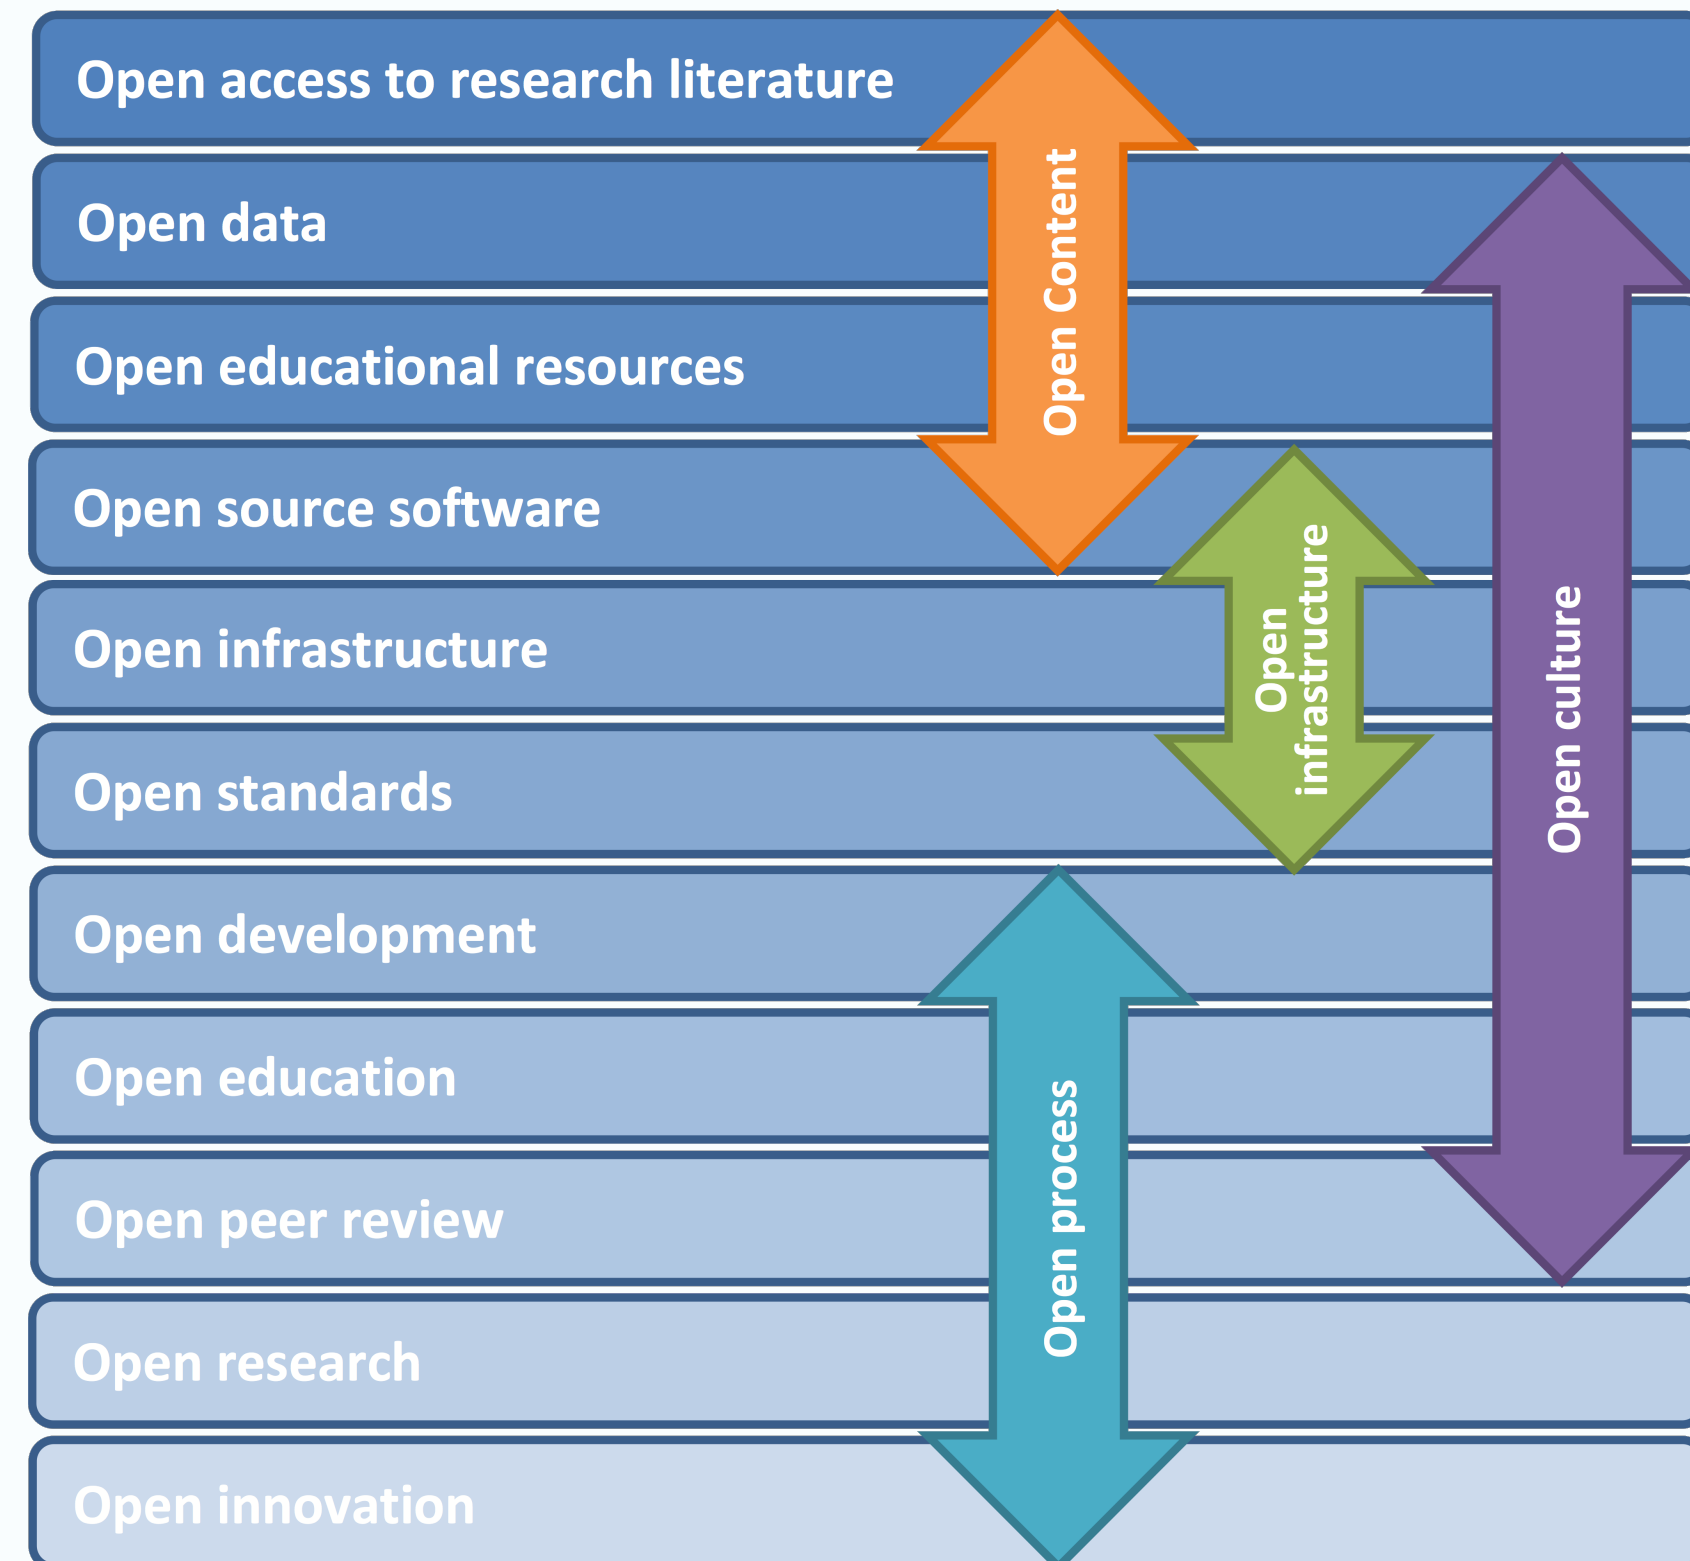 Open access to research literature
Open data
Open educational resources
Open source software
Open infrastructure
Open standards
Open development
Open education
Open peer review
Open research
Open innovation
Open Content
Open
infrastructure
Open culture
Open process